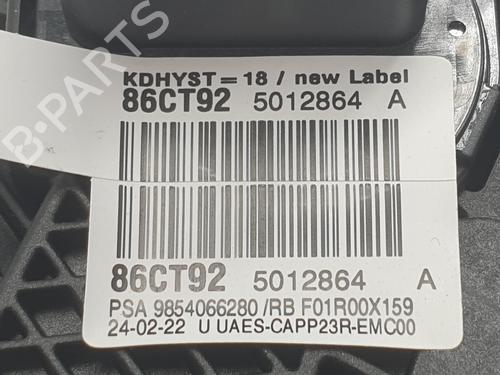 B-PARTS
KDHYST=18 / new Label
86CT92 5012864 A
86CT92 5012864 A
PSA 9854066280 /RB F01R00X159
24-02-22 U UAES-CAPP23R-EMC00